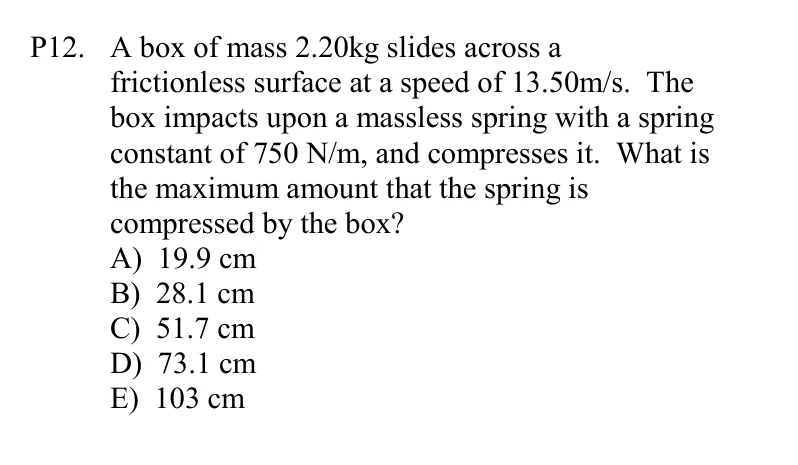 P12. A box of mass 2.20kg slides across a
frictionless surface at a speed of 13.50m/s. The
box impacts upon a massless spring with a spring
constant of 750 N/m, and compresses it. What is
the maximum amount that the spring is
compressed by the box?
A) 19.9 cm
B) 28.1 cm
C) 51.7 cm
D) 73.1 cm
E) 103 cm